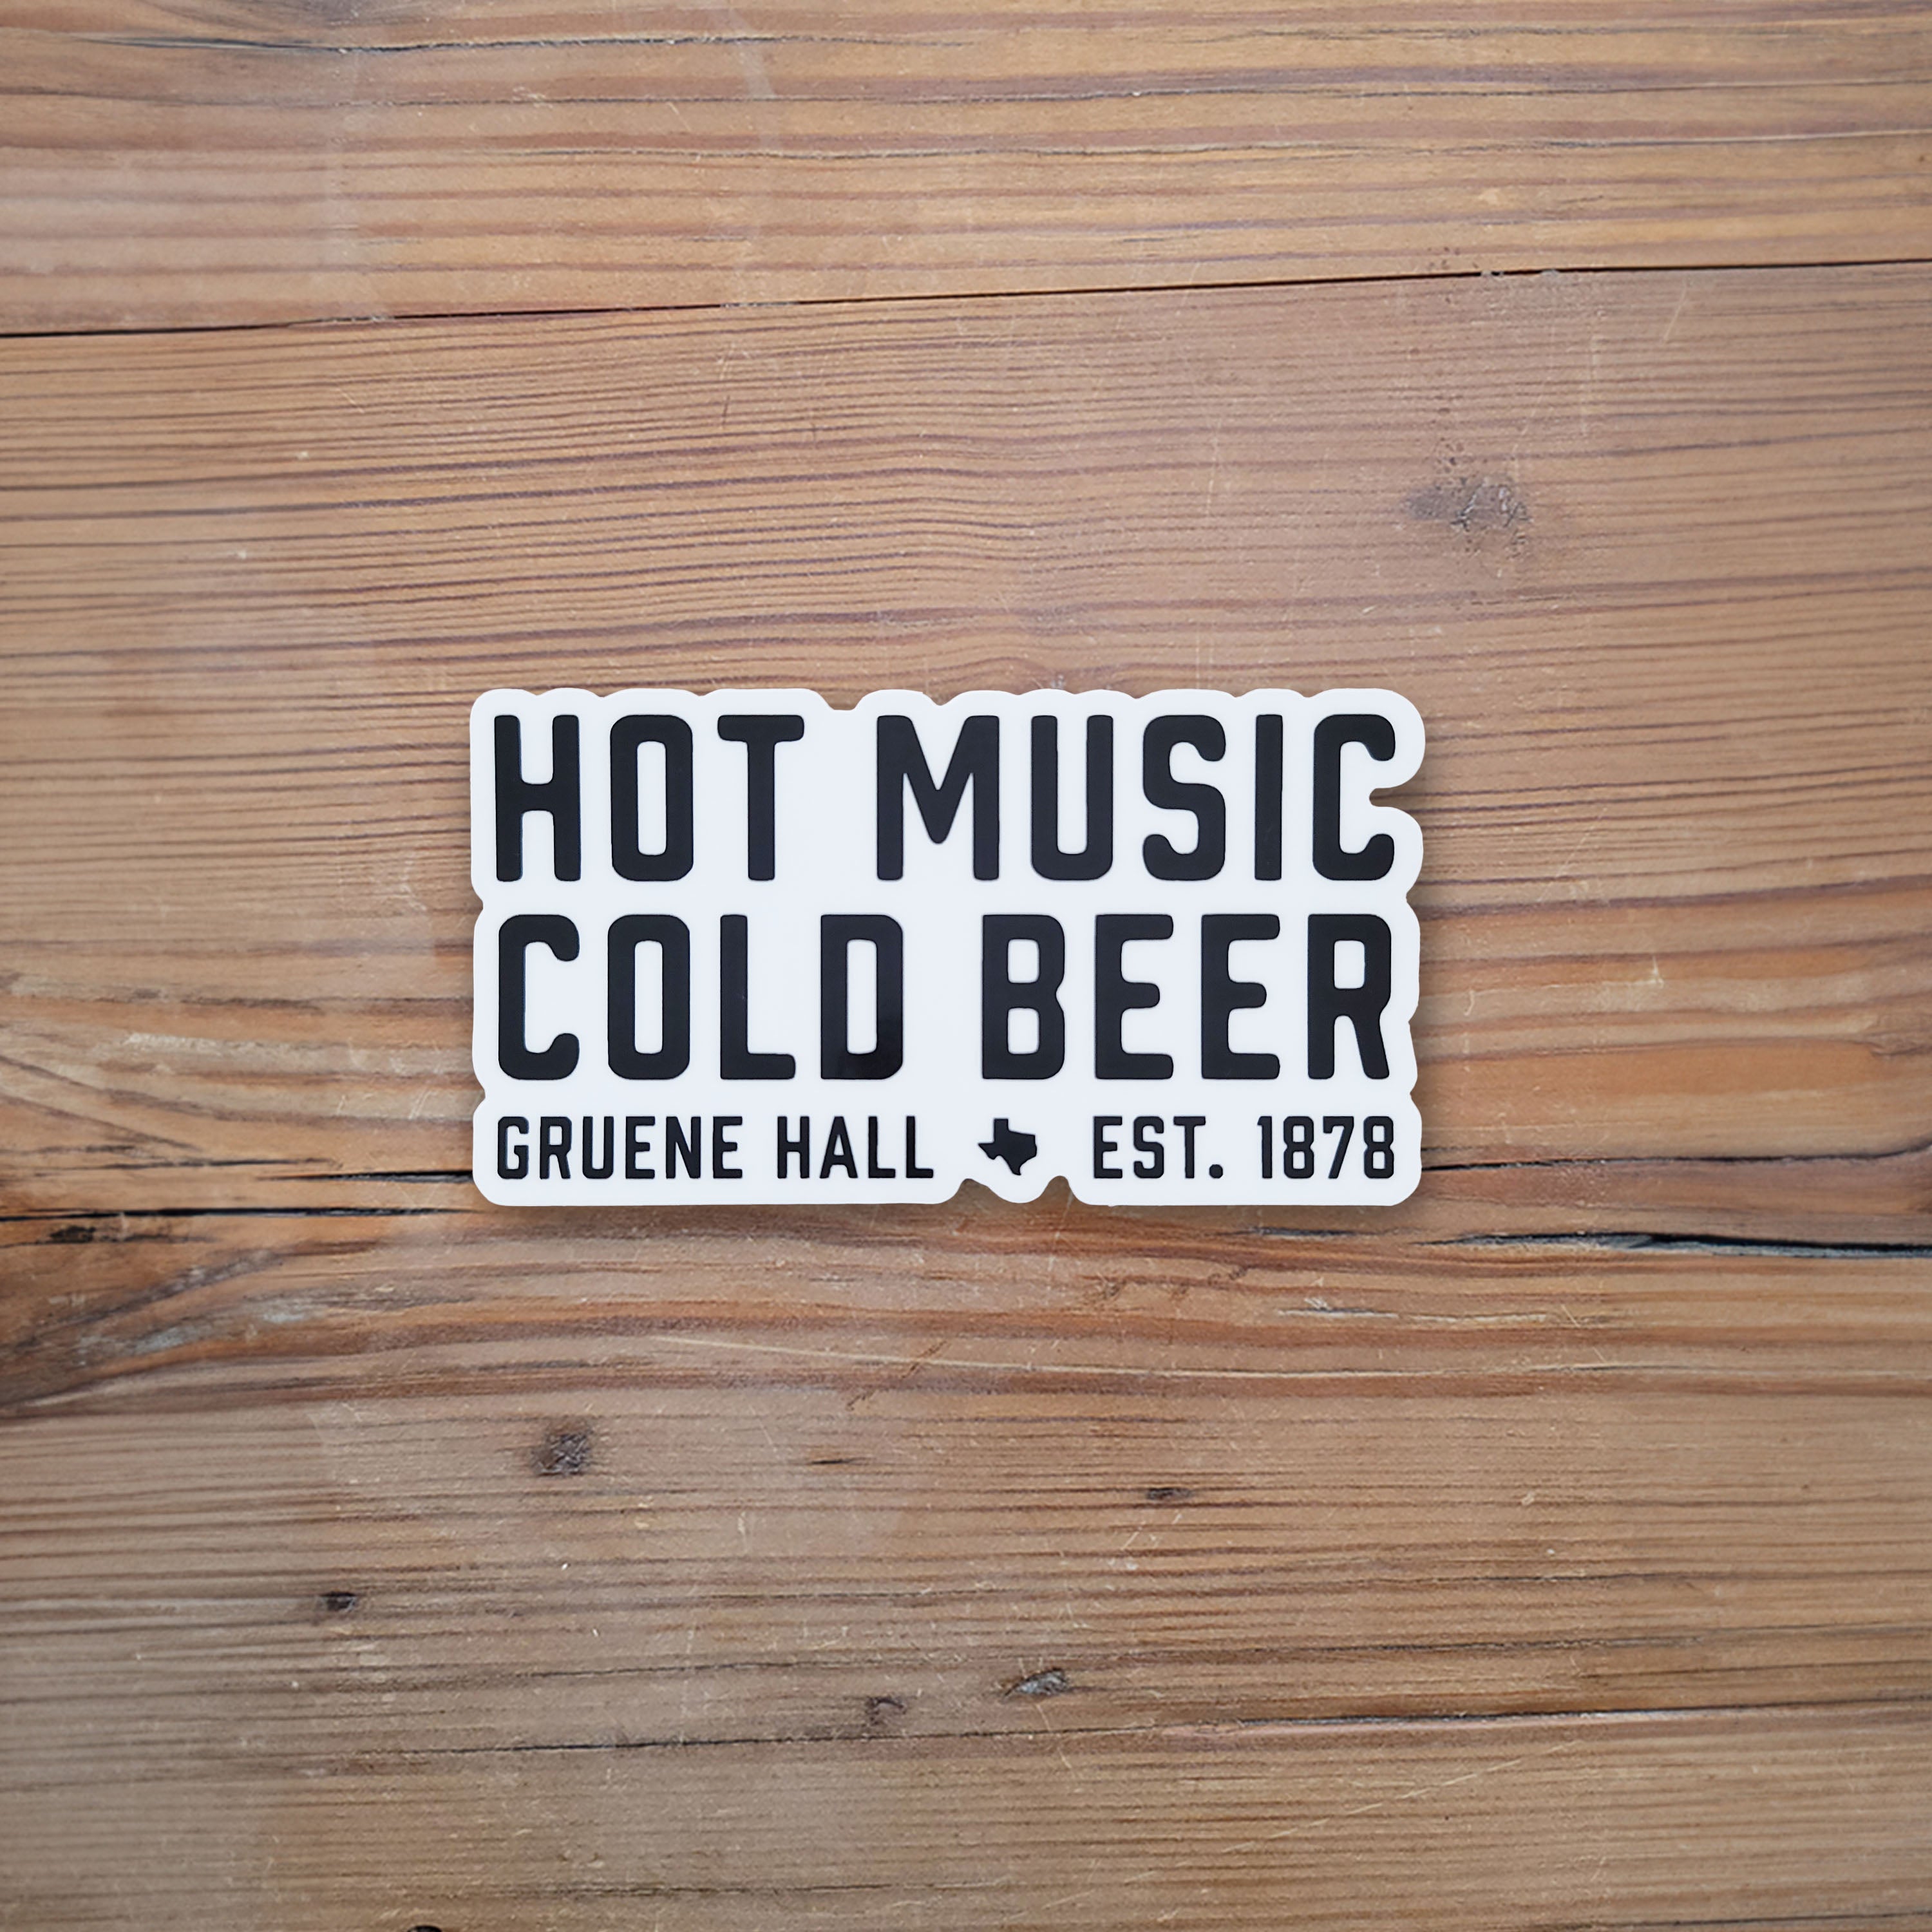 HOT MUSIC
COLD BEER
GRUENE HALL EST. 1878